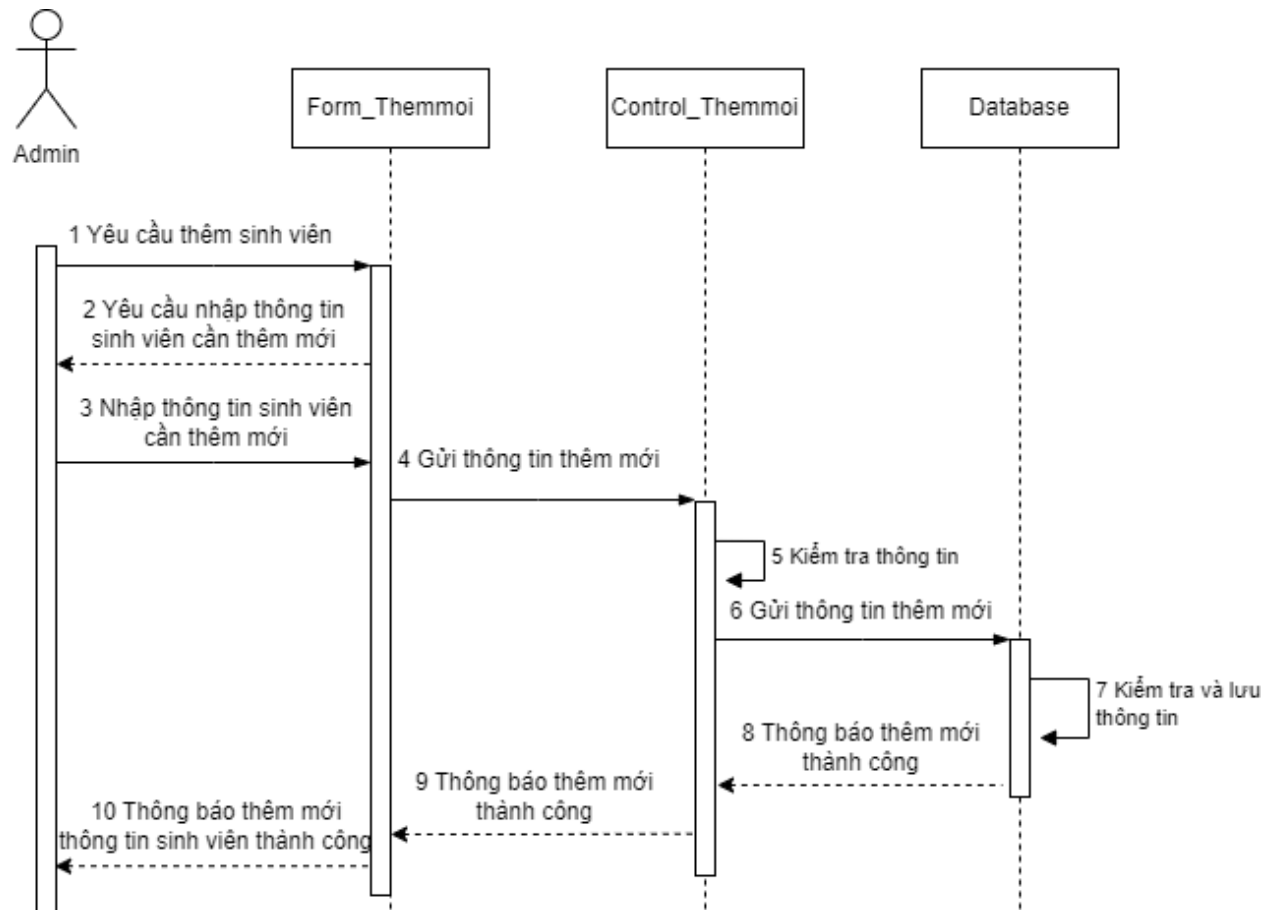 Form_Themmoi
Control_Themmoi
Database
Admin
1 Yêu cầu thêm sinh viên
2 Yêu cầu nhập thông tin
sinh viên cần thêm mới
3 Nhập thông tin sinh viên
cần thêm mới
4 Gửi thông tin thêm mới
5 Kiểm tra thông tin
6 Gửi thông tin thêm mới
7 Kiểm tra và lưu
thông tin
8 Thông báo thêm mới
thành công
9 Thông báo thêm mới
thành công
10 Thông báo thêm mới
thông tin sinh viên thành công